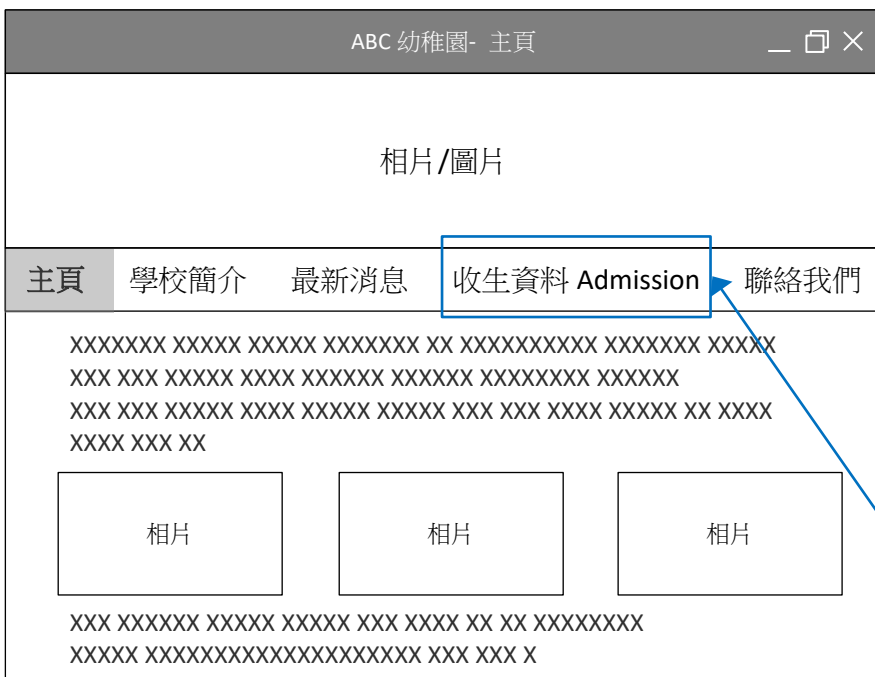 ABC 幼稚園- 主頁
相片/圖片
主頁 學校簡介 最新消息 收生資料 Admission 聯絡我們
XXXXXXX XXXXX XXXXX XXXXXXX XX XXXXXXXXXX XXXXXXX XXXXX
XXX XXX XXXXX XXXX XXXXXX XXXXXX XXXXXXXX XXXXXX
XXX XXX XXXXX XXXX XXXXX XXXXX XXX XXX XXXX XXXXX XX XXXX
XXXX XXX XX
相片 相片 相片
XXX XXXXXX XXXXX XXXXX XXX XXXX XX XX XXXXXXXX
XXXXX XXXXXXXXXXXXXXXXXXXX XXX XXX X